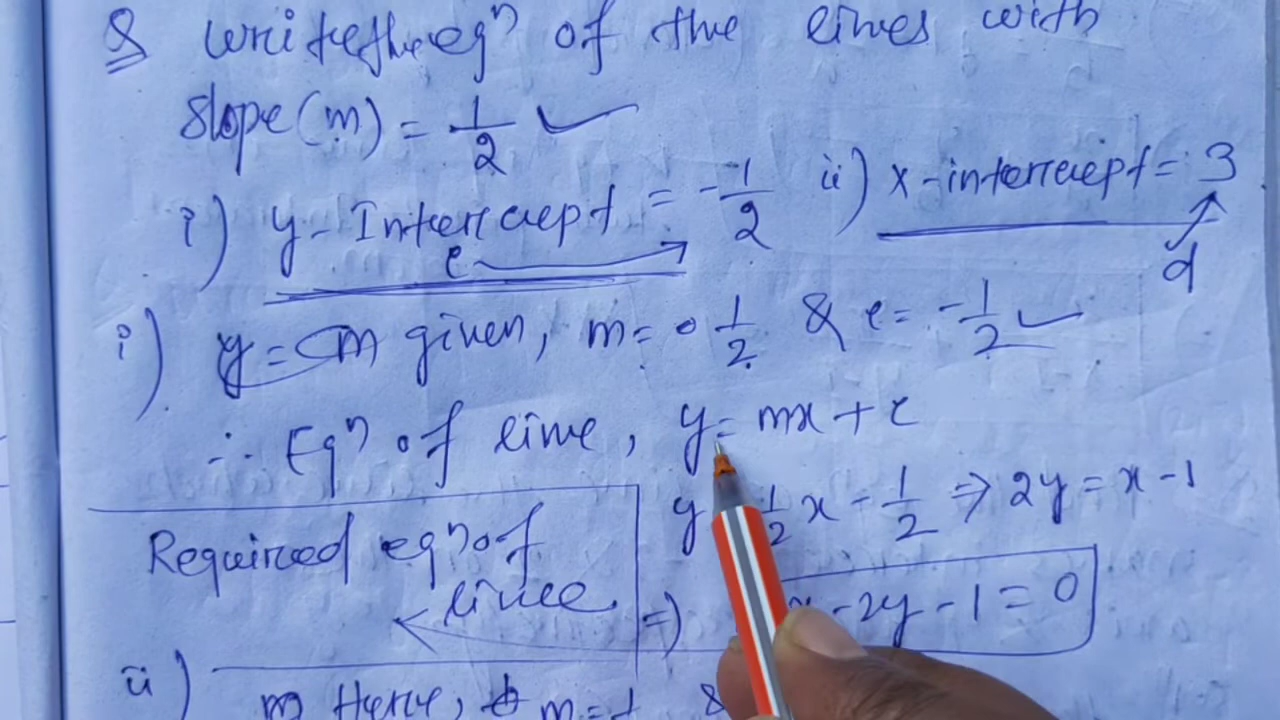 Q write the eqⁿ of the lines with
slope(m) = 1/2 ✓
i) y-Intercept = -1/2 ii) x-intercept = 3
c d
i) given, m = 1/2 & c = -1/2 ✓
∴ Eqⁿ of line, y = mx + c
y 1/2 x - 1/2 ⇒ 2y = x - 1
Required eqⁿ of
line ⇒) x - 2y - 1 = 0
ii) Here, m = 1 &